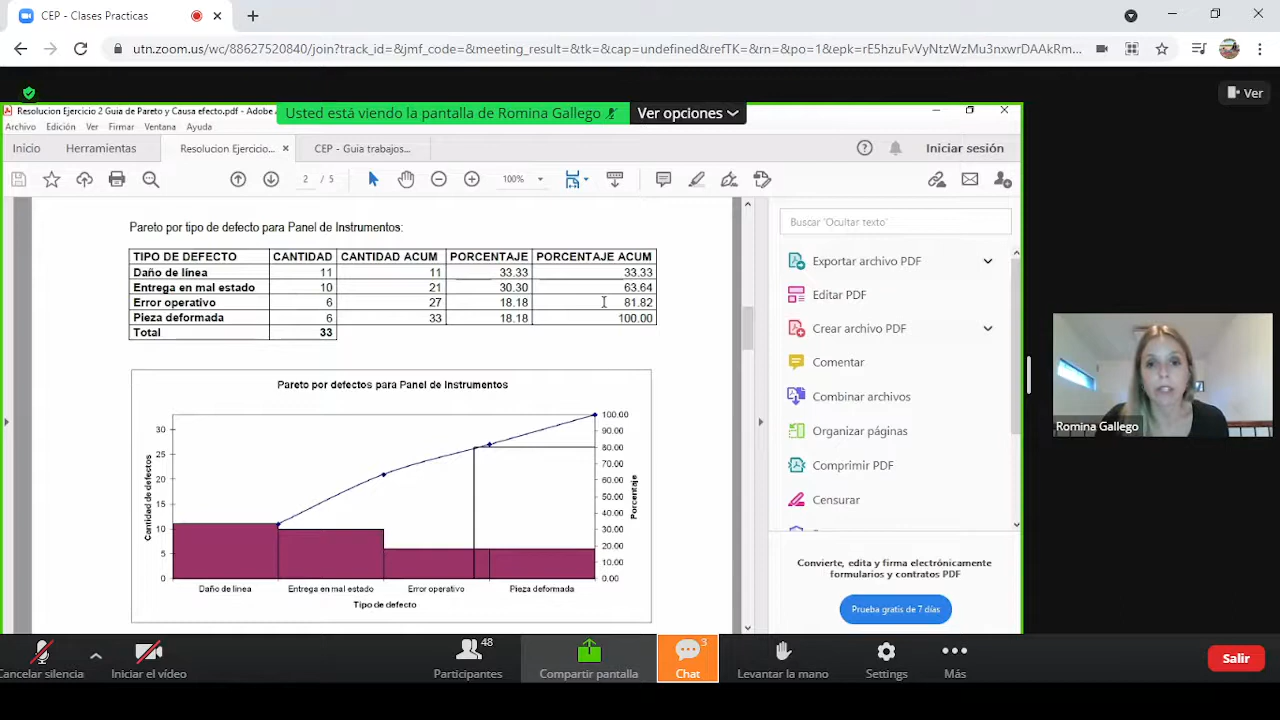 CEP - Clases Practicas
utn.zoom.us/wc/88627520840/join?track_id=&jmf_code=&meeting_result=&tk=&cap=undefined&refTK=&rn=&po=1&epk=rE5hzuFvVyNtzWzMu3nxwrDAAkRm...
Ver
Resolucion Ejercicio 2 Guia de Pareto y Causa efecto.pdf - Adobe
Usted está viendo la pantalla de Romina Gallego
Ver opciones
Archivo Edición Ver Firmar Ventana Ayuda
Inicio Herramientas Resolucion Ejercicio... CEP - Guia trabajos... Iniciar sesión
2 / 5 100%
Pareto por tipo de defecto para Panel de Instrumentos:
TIPO DE DEFECTO CANTIDAD CANTIDAD ACUM PORCENTAJE PORCENTAJE ACUM
Daño de línea 11 11 33.33 33.33
Entrega en mal estado 10 21 30.30 63.64
Error operativo 6 27 18.18 81.82
Pieza deformada 6 33 18.18 100.00
Total 33
Pareto por defectos para Panel de Instrumentos
Cantidad de defectos
30
25
20
15
10
5
0
100.00
90.00
80.00
70.00
60.00
50.00
40.00
30.00
20.00
10.00
0.00
Porcentaje
Daño de linea Entrega en mal estado Error operativo Pieza deformada
Tipo de defecto
Buscar 'Ocultar texto'
Exportar archivo PDF
Editar PDF
Crear archivo PDF
Comentar
Combinar archivos
Organizar páginas
Comprimir PDF
Censurar
Convierte, edita y firma electrónicamente
formularios y contratos PDF
Prueba gratis de 7 días
Romina Gallego
Cancelar silencia
Iniciar el vídeo
48
Participantes
Compartir pantalla
3
Chat
Levantar la mano
Settings
Más
Salir